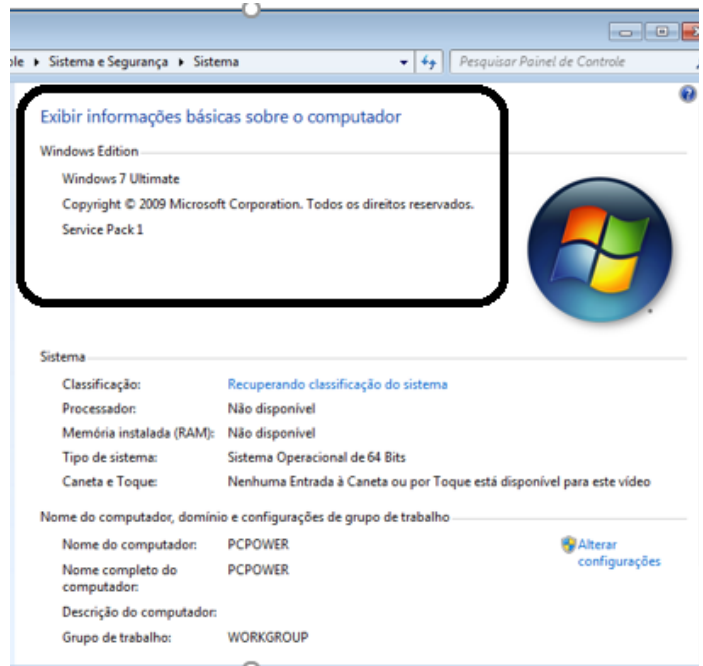 Sistema e Segurança Sistema Pesquisar Painel de Controle
Exibir informações básicas sobre o computador
Windows Edition
Windows 7 Ultimate
Copyright © 2009 Microsoft Corporation. Todos os direitos reservados.
Service Pack 1
Sistema
Classificação: Recuperando classificação do sistema
Processador: Não disponível
Memória instalada (RAM): Não disponível
Tipo de sistema: Sistema Operacional de 64 Bits
Caneta e Toque: Nenhuma Entrada à Caneta ou por Toque está disponível para este vídeo
Nome do computador, domínio e configurações de grupo de trabalho
Nome do computador: PCPOWER
Alterar
configurações
Nome completo do
computador: PCPOWER
Descrição do computador:
Grupo de trabalho: WORKGROUP